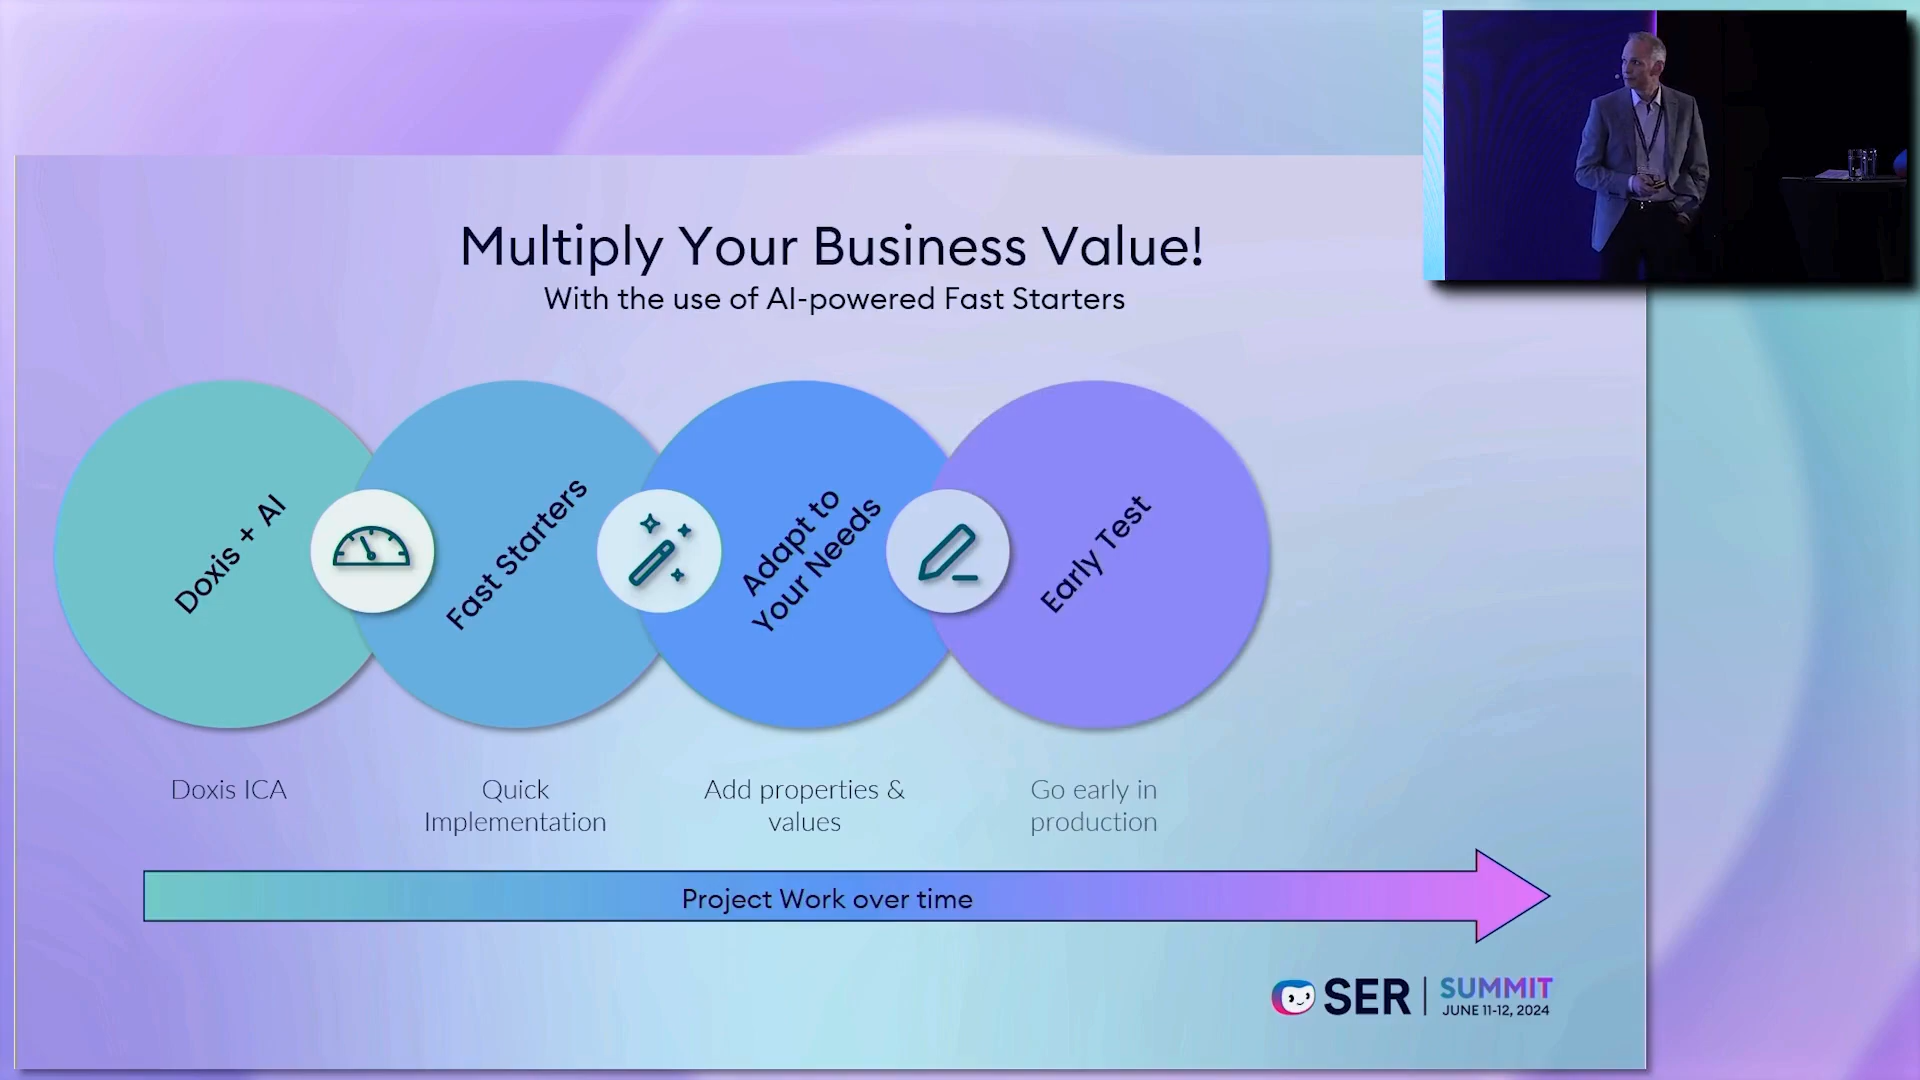 Multiply Your Business Value!
With the use of AI-powered Fast Starters
Doxis + AI
Fast Starters
Adapt to
Your Needs
Early Test
Doxis ICA
Quick
Implementation
Add properties &
values
Go early in
production
Project Work over time
SER
SUMMIT
JUNE 11-12, 2024